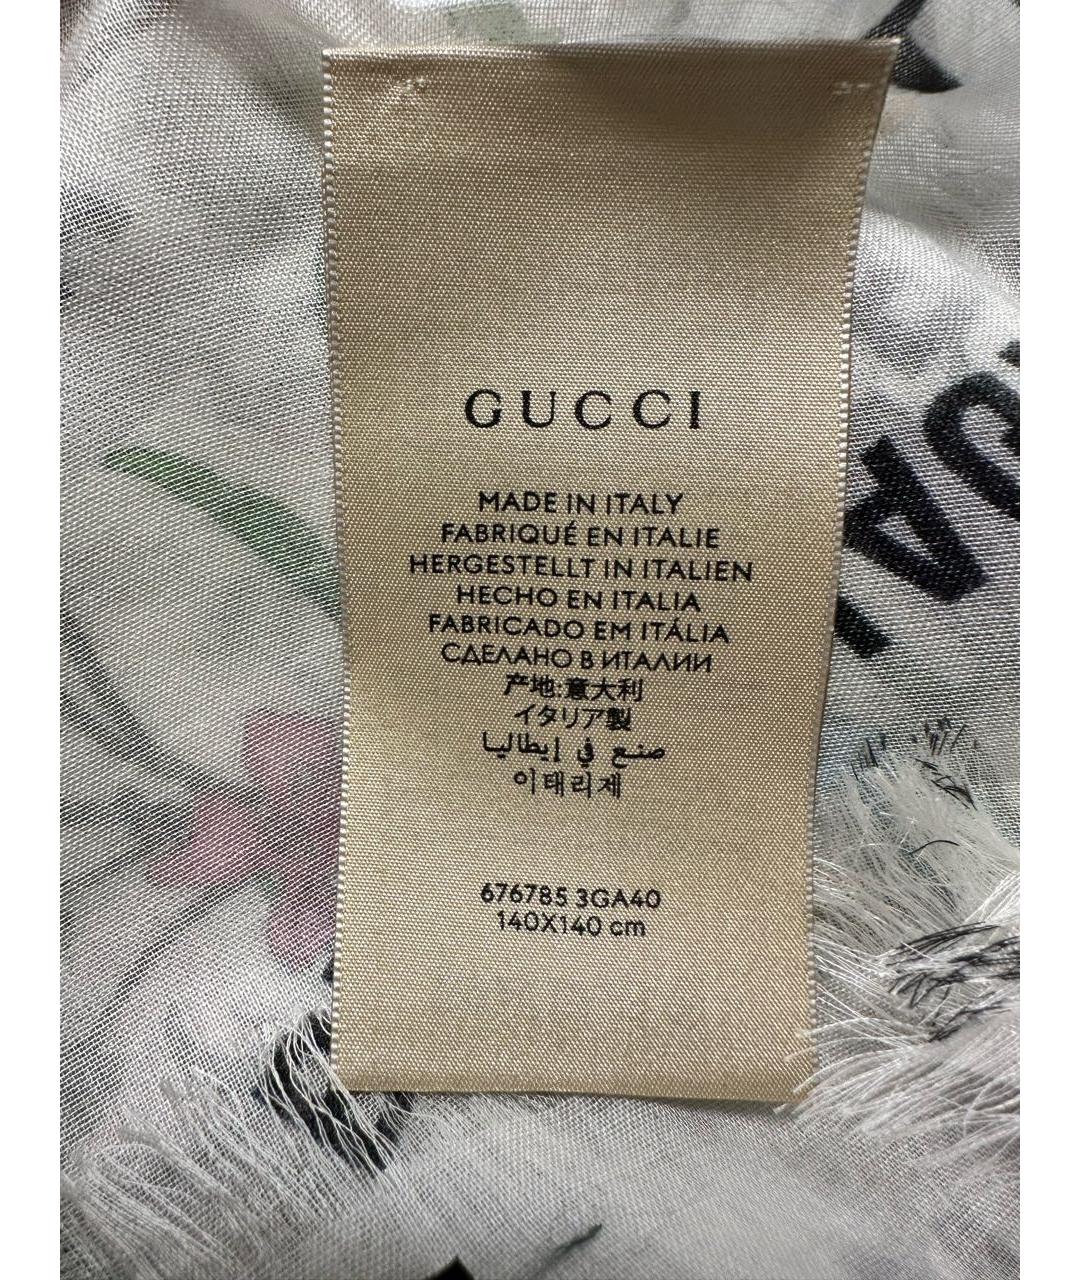 GUCCI
MADE IN ITALY
FABRIQUÉ EN ITALIE
HERGESTELLT IN ITALIEN
HECHO EN ITALIA
FABRICADO EM ITÁLIA
СДЕЛАНО В ИТАЛИИ
产地:意大利
イタリア製
صنع في إيطاليا
이태리제
676785 3GA40
140X140 cm